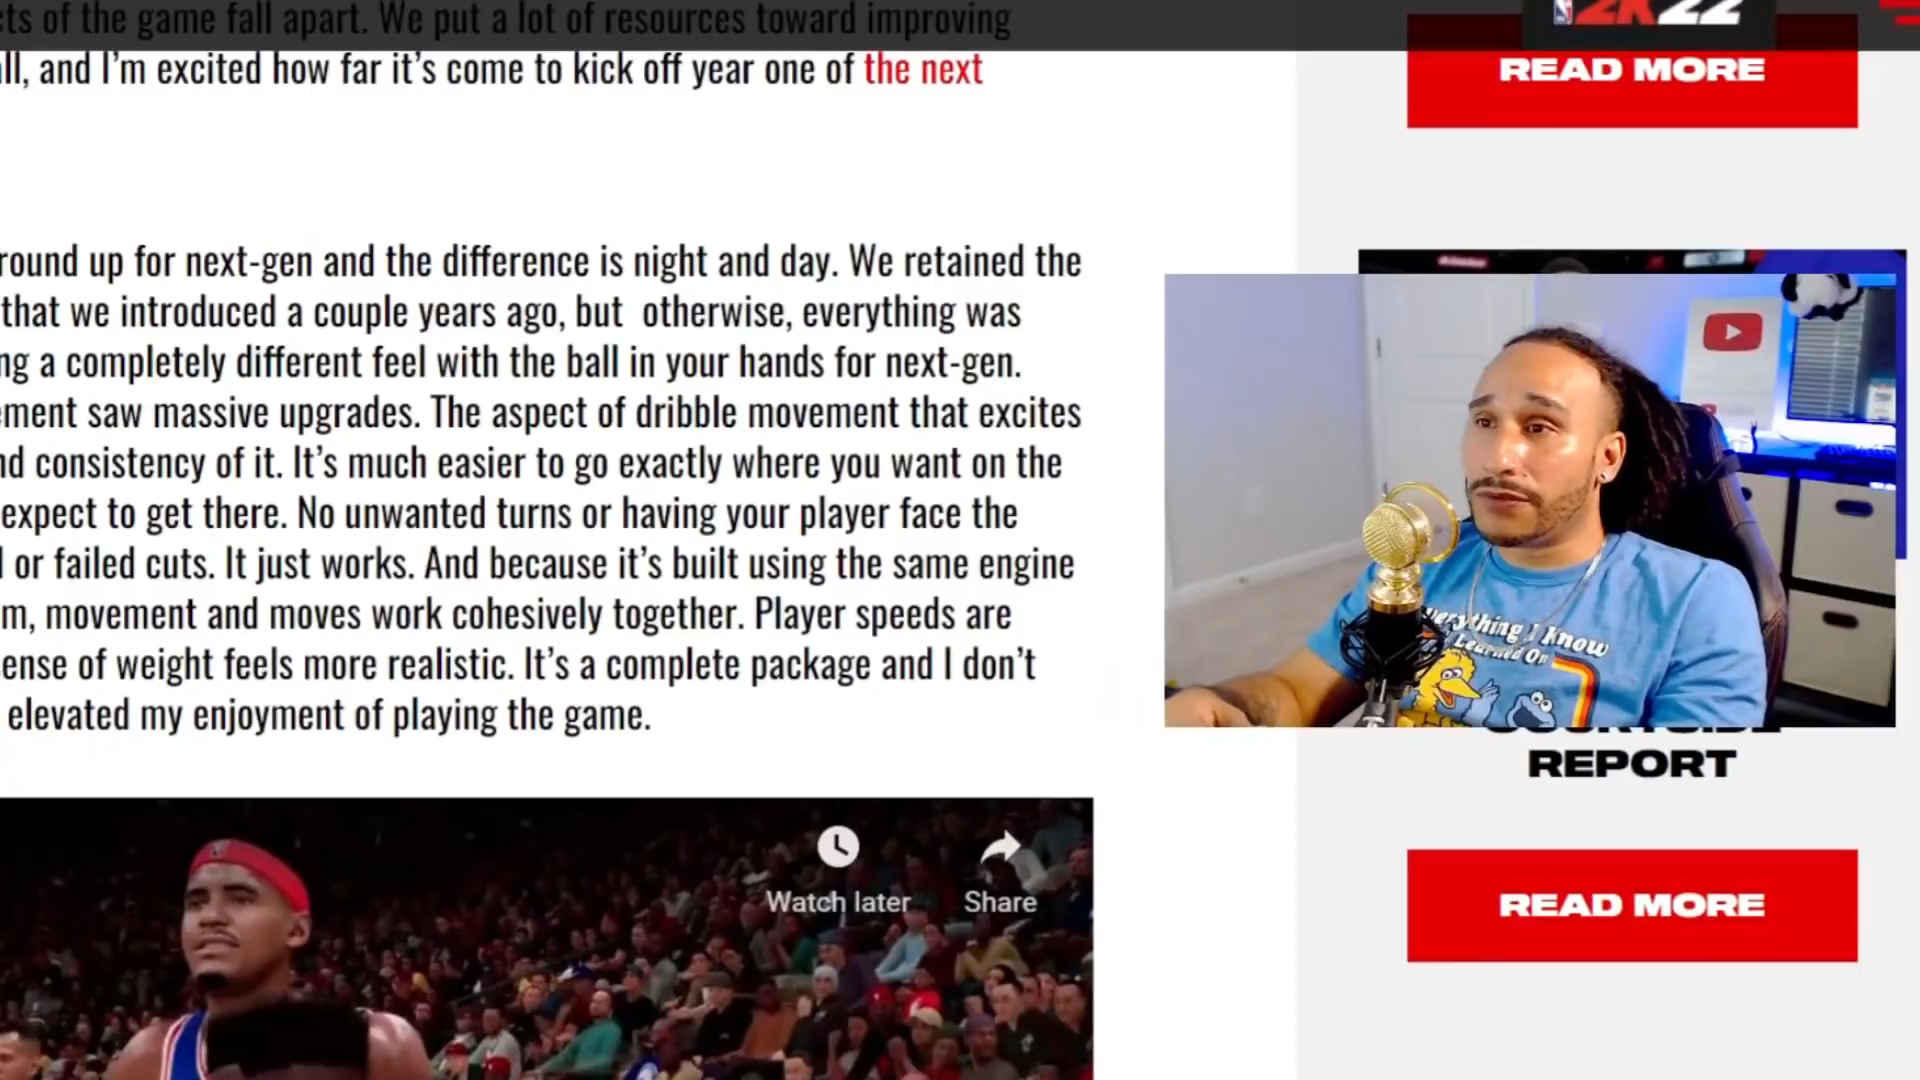 cts of the game fall apart. We put a lot of resources toward improving
all, and I’m excited how far it’s come to kick off year one of the next
round up for next-gen and the difference is night and day. We retained the
that we introduced a couple years ago, but otherwise, everything was
ng a completely different feel with the ball in your hands for next-gen.
ement saw massive upgrades. The aspect of dribble movement that excites
nd consistency of it. It’s much easier to go exactly where you want on the
expect to get there. No unwanted turns or having your player face the
l or failed cuts. It just works. And because it’s built using the same engine
m, movement and moves work cohesively together. Player speeds are
ense of weight feels more realistic. It’s a complete package and I don’t
elevated my enjoyment of playing the game.
Watch later
Share
2K22
READ MORE
Everything I Know
Learned On
COURTSIDE
REPORT
READ MORE